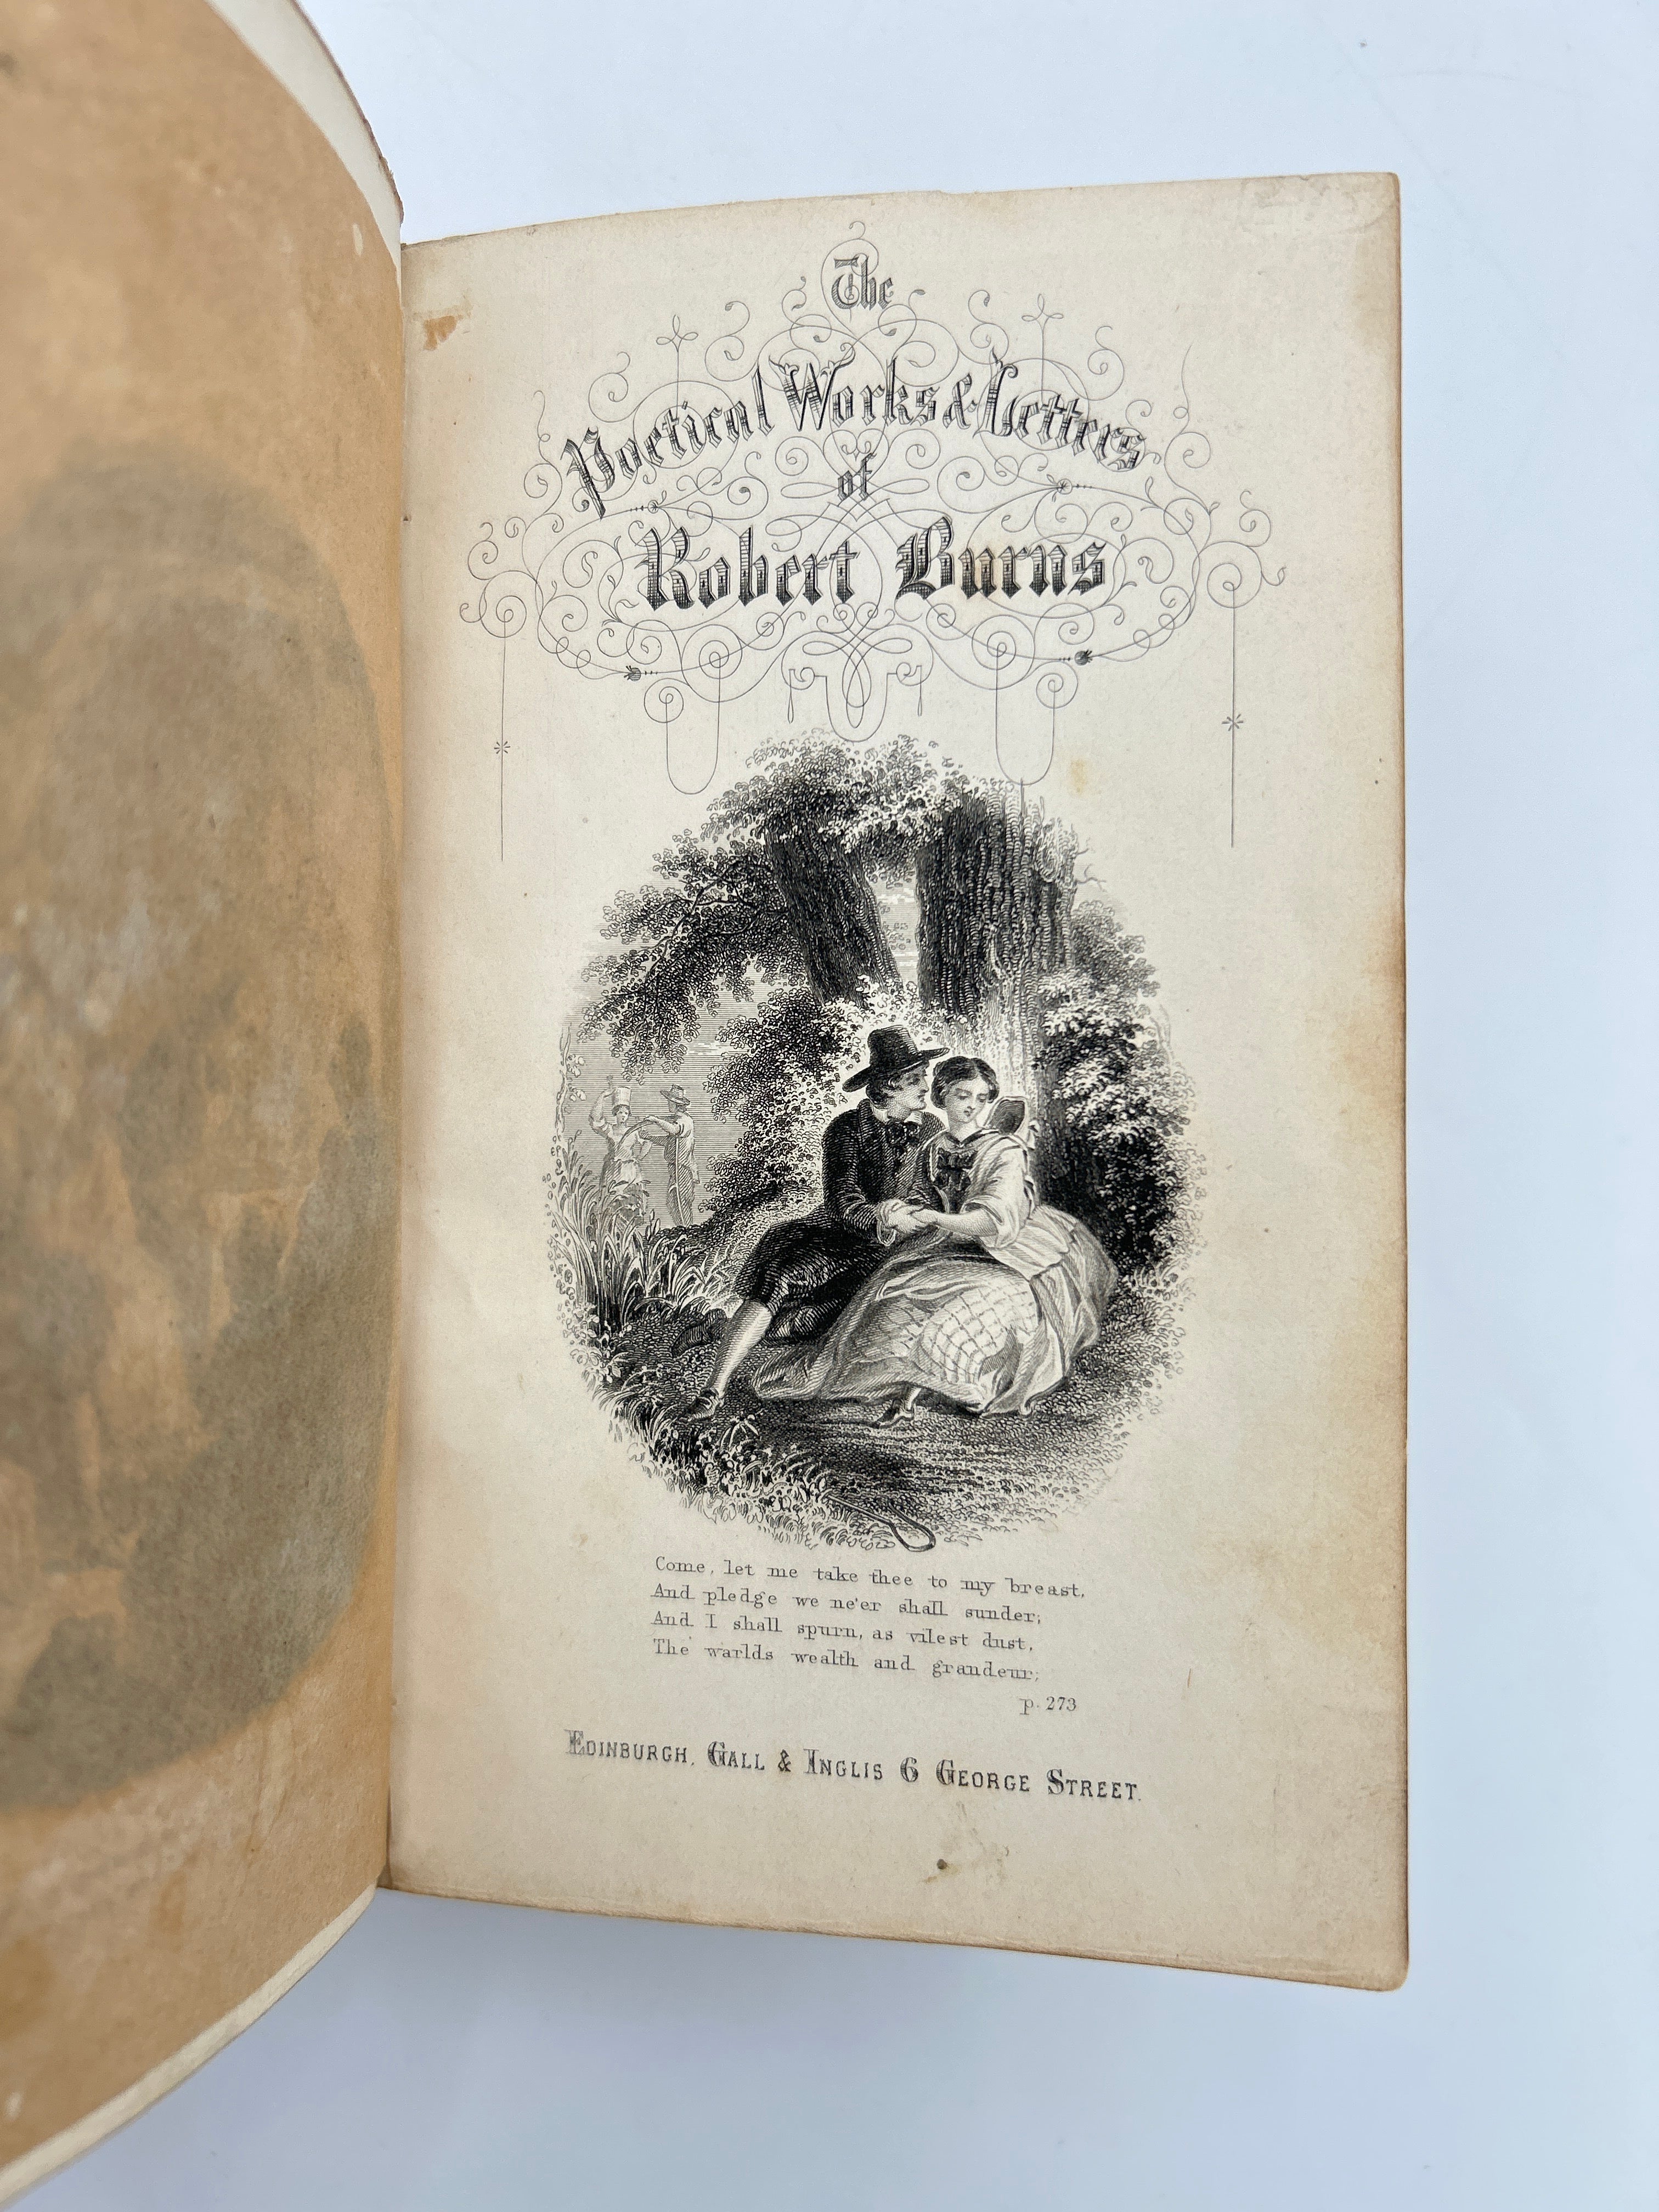 The
Poetical Works & Letters
of
Robert Burns
Come, let me take thee to my breast,
And pledge we ne'er shall sunder;
And I shall spurn, as vilest dust,
The warlds wealth and grandeur;
p. 273
EDINBURGH, GALL & INGLIS 6 GEORGE STREET.